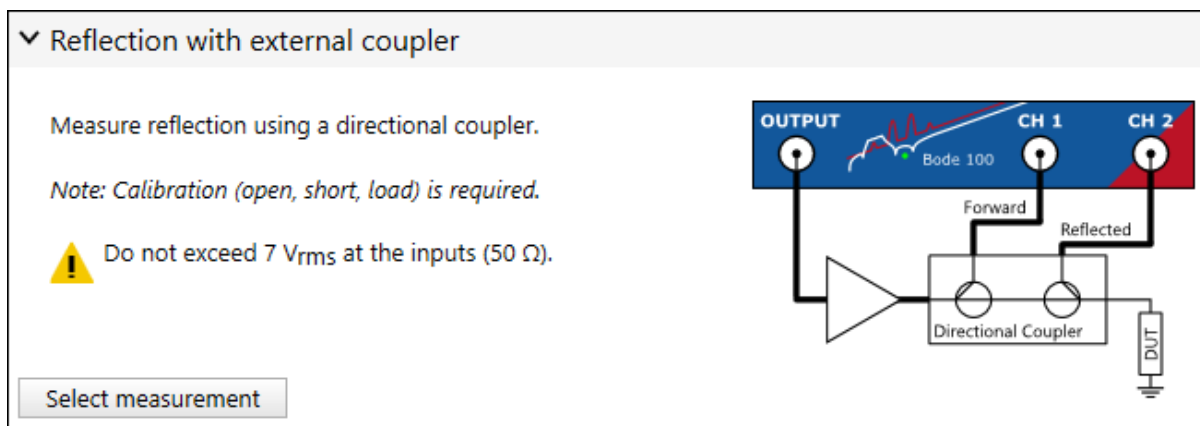 Reflection with external coupler
Measure reflection using a directional coupler.
Note: Calibration (open, short, load) is required.
Do not exceed 7 Vrms at the inputs (50 Ω).
Select measurement
OUTPUT
CH 1
CH 2
Bode 100
Forward
Reflected
Directional Coupler
DUT